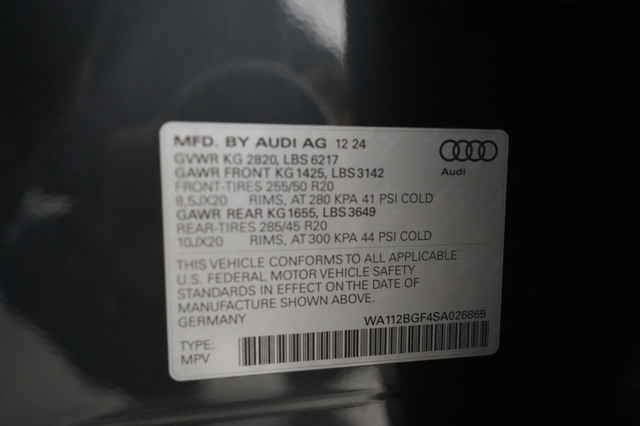 MFD. BY AUDI AG 12 24
GVWR KG 2820, LBS 6217
GAWR FRONT KG 1425, LBS 3142
FRONT-TIRES 255/50 R20
8,5JX20 RIMS, AT 280 KPA 41 PSI COLD
GAWR REAR KG 1655, LBS 3649
REAR-TIRES 285/45 R20
10JX20 RIMS, AT 300 KPA 44 PSI COLD
Audi
THIS VEHICLE CONFORMS TO ALL APPLICABLE
U.S. FEDERAL MOTOR VEHICLE SAFETY
STANDARDS IN EFFECT ON THE DATE OF
MANUFACTURE SHOWN ABOVE.
GERMANY WA112BGF4SA026869
TYPE:
MPV